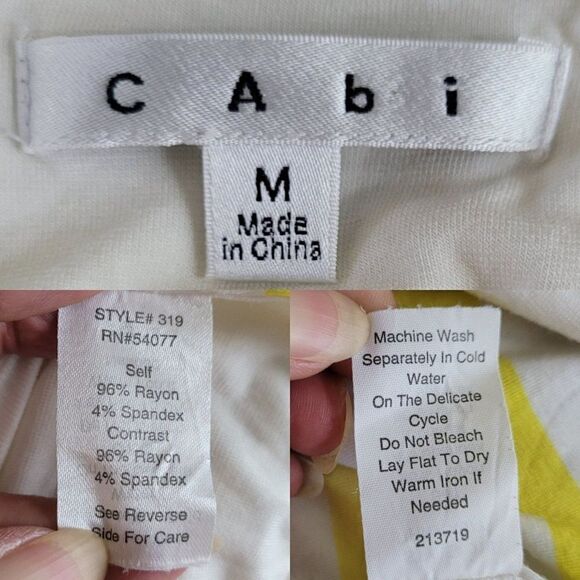 CAbi
M
Made
in China
STYLE# 319
RN#54077
Self
96% Rayon
4% Spandex
Contrast
96% Rayon
4% Spandex
See Reverse
Side For Care
Machine Wash
Separately In Cold
Water
On The Delicate
Cycle
Do Not Bleach
Lay Flat To Dry
Warm Iron If
Needed
213719